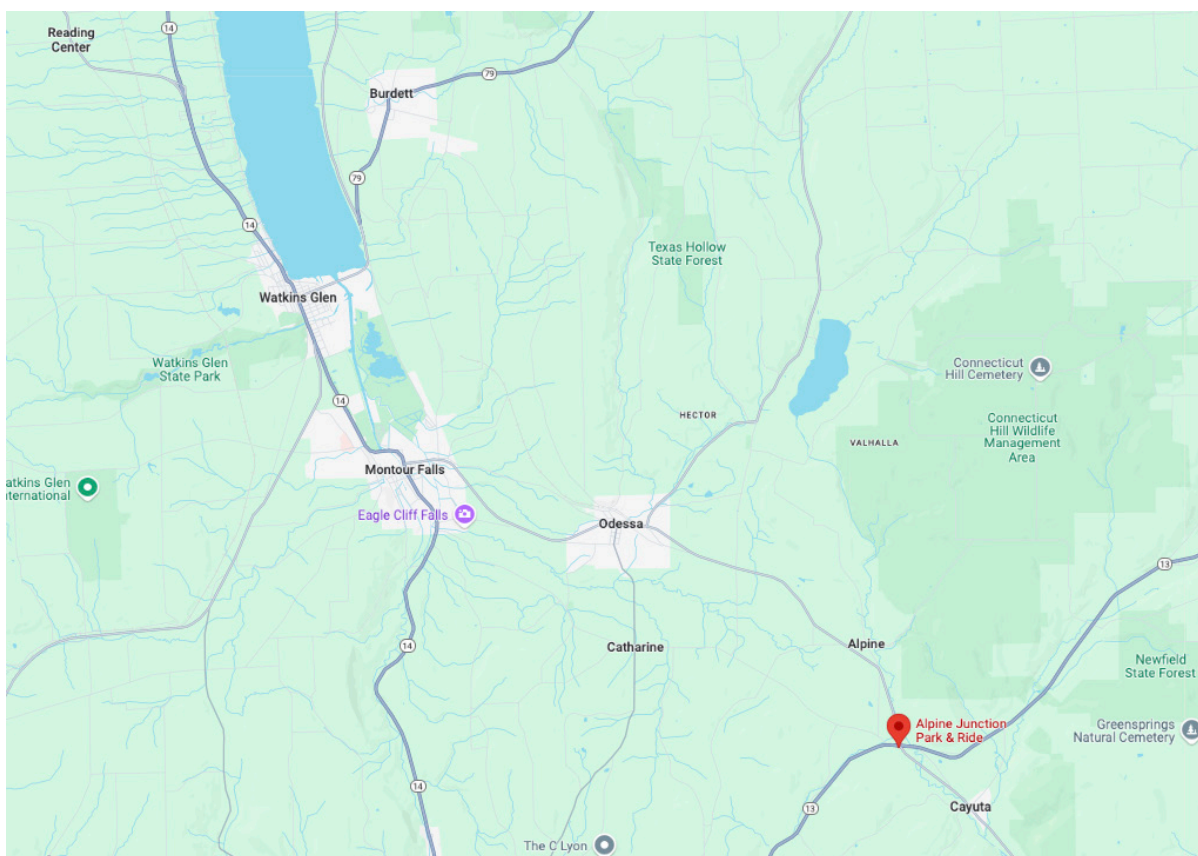 Reading
Center
14
79
Burdett
79
14
Texas Hollow
State Forest
Watkins Glen
Watkins Glen
State Park
Connecticut
Hill Cemetery
14
HECTOR
Connecticut
Hill Wildlife
Management
Area
VALHALLA
Montour Falls
atkins Glen
nternational
Eagle Cliff Falls
Odessa
13
14
Catharine
Alpine
Newfield
State Forest
Alpine Junction
Park & Ride
Greensprings
Natural Cemetery
14
13
Cayuta
The C Lyon